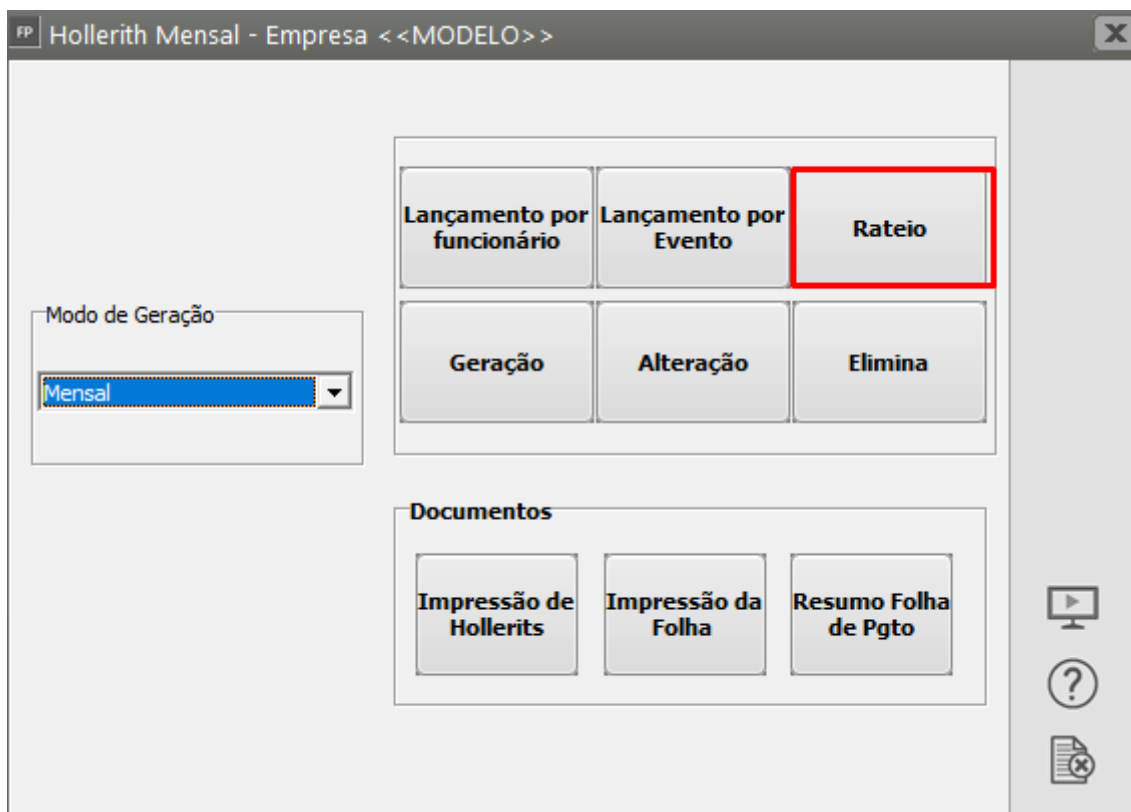 FP Hollerith Mensal - Empresa <<MODELO>>
Lançamento por
funcionário
Lançamento por
Evento
Rateio
Modo de Geração
Mensal
Geração
Alteração
Elimina
Documentos
Impressão de
Hollerits
Impressão da
Folha
Resumo Folha
de Pgto